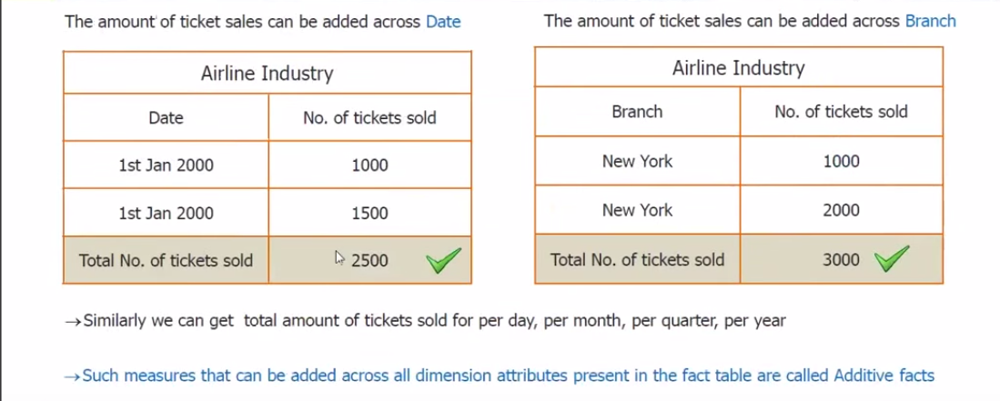 The amount of ticket sales can be added across Date
Airline Industry
Date No. of tickets sold
1st Jan 2000 1000
1st Jan 2000 1500
Total No. of tickets sold 2500
The amount of ticket sales can be added across Branch
Airline Industry
Branch No. of tickets sold
New York 1000
New York 2000
Total No. of tickets sold 3000
→Similarly we can get total amount of tickets sold for per day, per month, per quarter, per year
→Such measures that can be added across all dimension attributes present in the fact table are called Additive facts